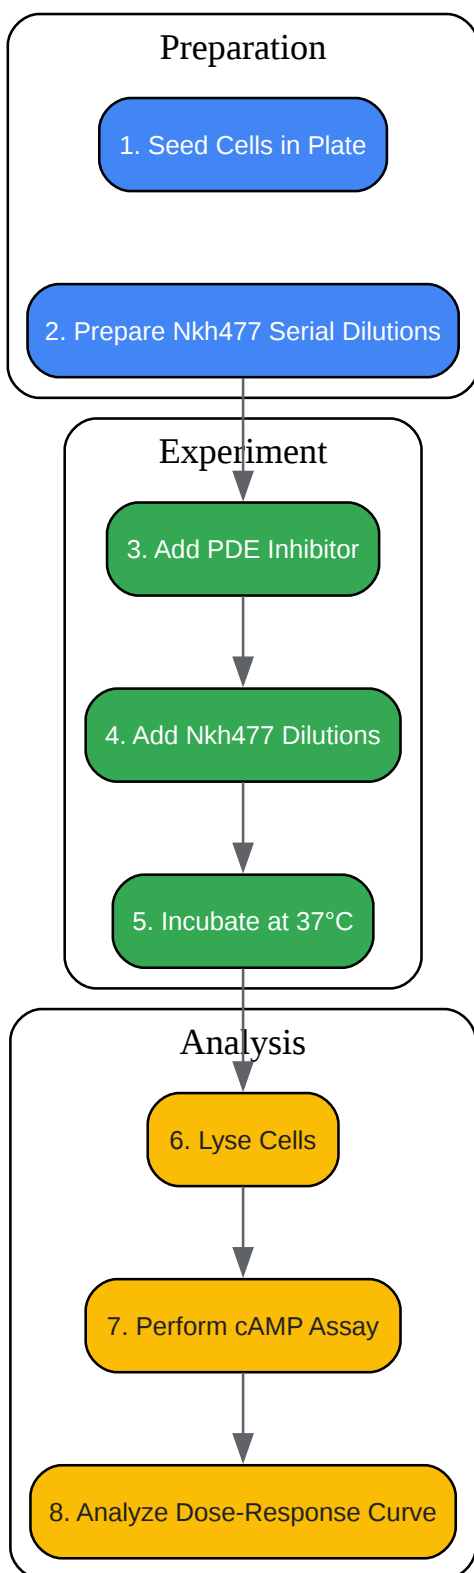 Preparation
1. Seed Cells in Plate
2. Prepare Nkh477 Serial Dilutions
Experiment
3. Add PDE Inhibitor
4. Add Nkh477 Dilutions
5. Incubate at 37°C
Analysis
6. Lyse Cells
7. Perform cAMP Assay
8. Analyze Dose-Response Curve